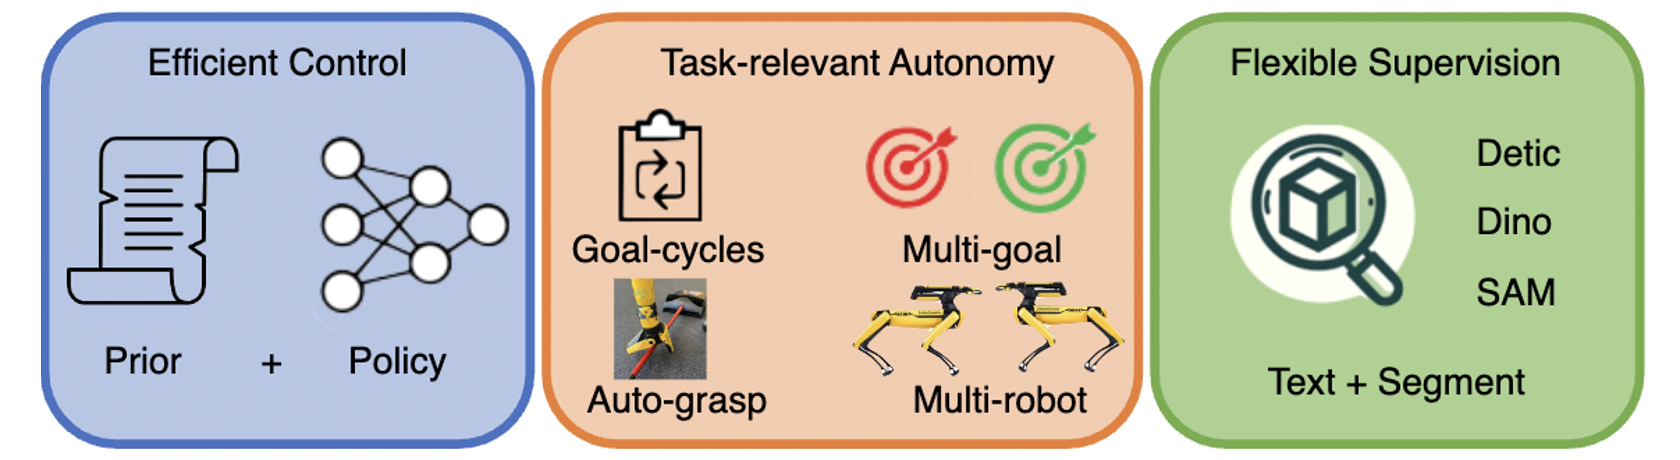 Efficient Control
Prior + Policy
Task-relevant Autonomy
Goal-cycles
Multi-goal
Auto-grasp
Multi-robot
Flexible Supervision
Detic
Dino
SAM
Text + Segment